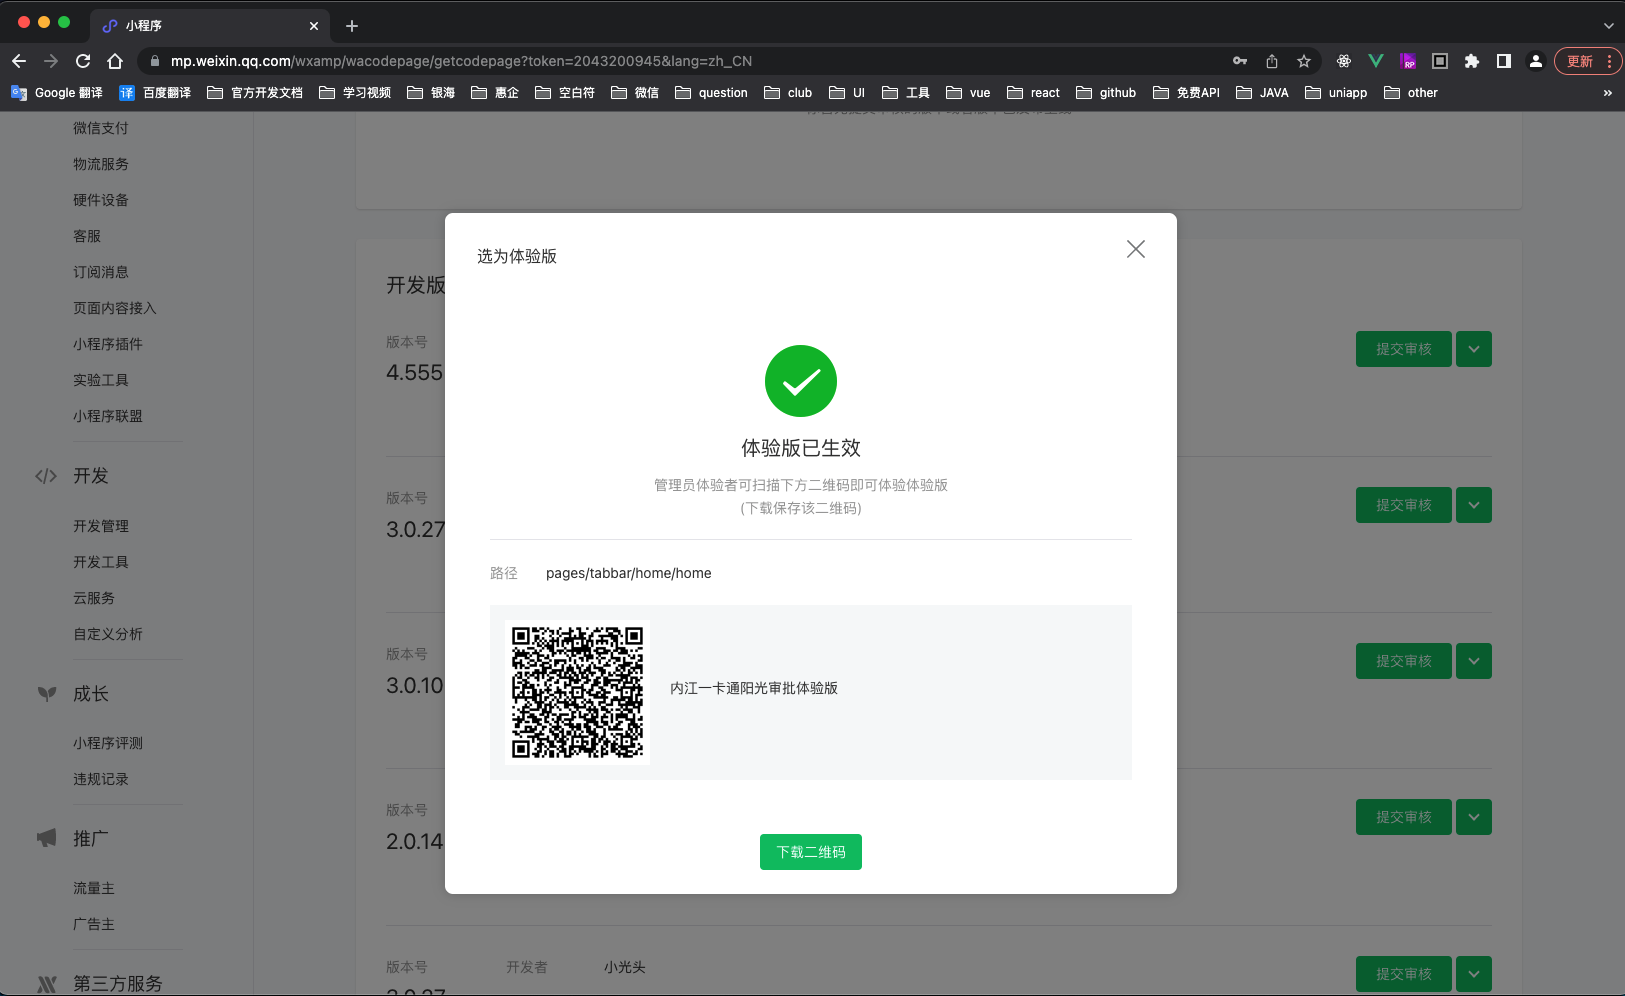 小程序
mp.weixin.qq.com/wxamp/wacodepage/getcodepage?token=2043200945&lang=zh_CN
更新
Google 翻译
译
百度翻译
官方开发文档
学习视频
银海
惠企
空白符
微信
question
club
UI
工具
vue
react
github
免费API
JAVA
uniapp
other
微信支付
物流服务
硬件设备
客服
订阅消息
页面内容接入
小程序插件
实验工具
小程序联盟
开发
开发管理
开发工具
云服务
自定义分析
成长
小程序评测
违规记录
推广
流量主
广告主
第三方服务
开发版
版本号
4.555
提交审核
版本号
3.0.27
提交审核
版本号
3.0.10
提交审核
版本号
2.0.14
提交审核
版本号
开发者
小光头
提交审核
3.0.27
选为体验版
体验版已生效
管理员体验者可扫描下方二维码即可体验体验版
(下载保存该二维码)
路径
pages/tabbar/home/home
内江一卡通阳光审批体验版
下载二维码